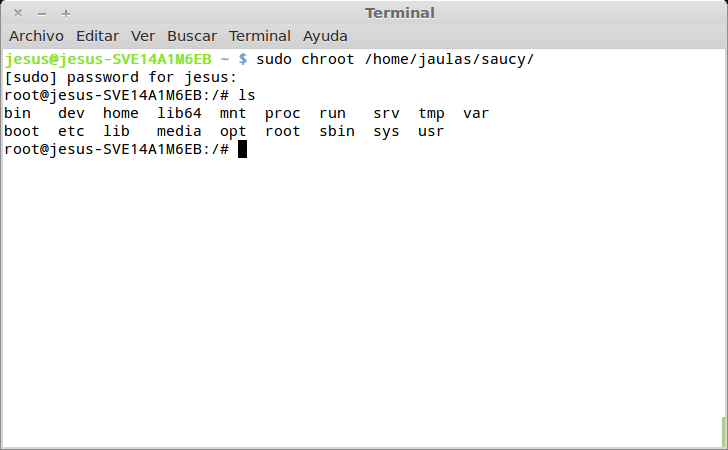 Terminal
Archivo Editar Ver Buscar Terminal Ayuda
jesus@jesus-SVE14A1M6EB ~ $ sudo chroot /home/jaulas/saucy/
[sudo] password for jesus:
root@jesus-SVE14A1M6EB:/# ls
bin   dev  home  lib64  mnt  proc  run   srv  tmp  var
boot  etc  lib   media  opt  root  sbin  sys  usr
root@jesus-SVE14A1M6EB:/#